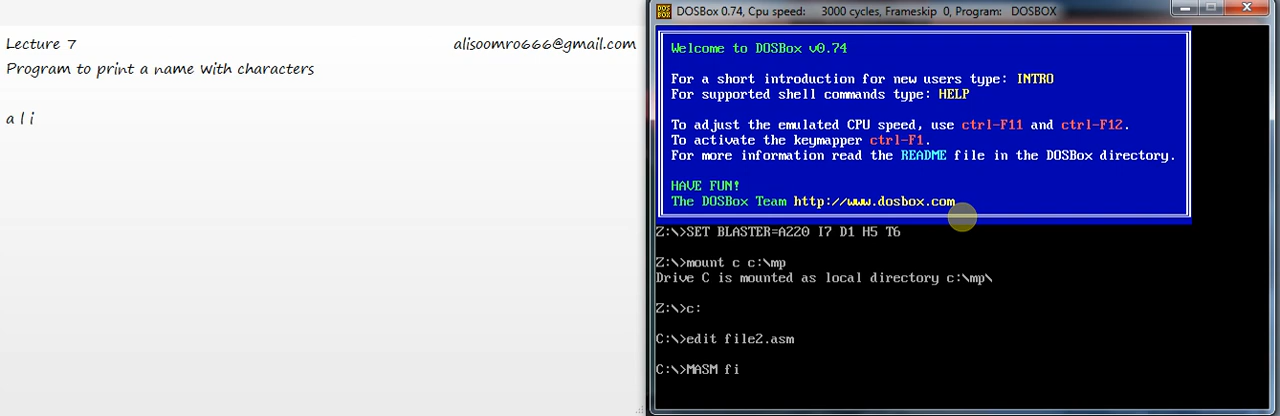 Lecture 7
alisoomro666@gmail.com
Program to print a name with characters
a l i
DOSBox 0.74, Cpu speed: 3000 cycles, Frameskip 0, Program: DOSBOX
Welcome to DOSBox v0.74
For a short introduction for new users type: INTRO
For supported shell commands type: HELP
To adjust the emulated CPU speed, use ctrl-F11 and ctrl-F12.
To activate the keymapper ctrl-F1.
For more information read the README file in the DOSBox directory.
HAVE FUN!
The DOSBox Team http://www.dosbox.com
Z:\>SET BLASTER=A220 I7 D1 H5 T6
Z:\>mount c c:\mp
Drive C is mounted as local directory c:\mp\
Z:\>c:
C:\>edit file2.asm
C:\>MASM fi